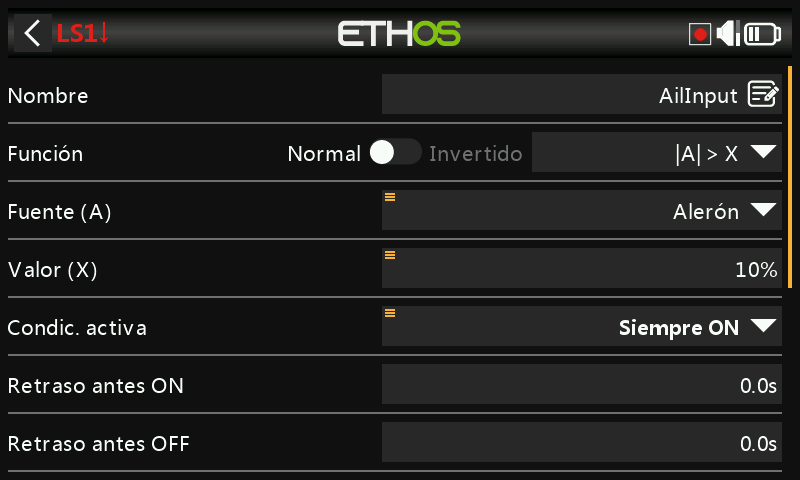 LS1↓ ETHOS
Nombre AilInput
Función Normal Invertido |A| > X
Fuente (A) Alerón
Valor (X) 10%
Condic. activa Siempre ON
Retraso antes ON 0.0s
Retraso antes OFF 0.0s